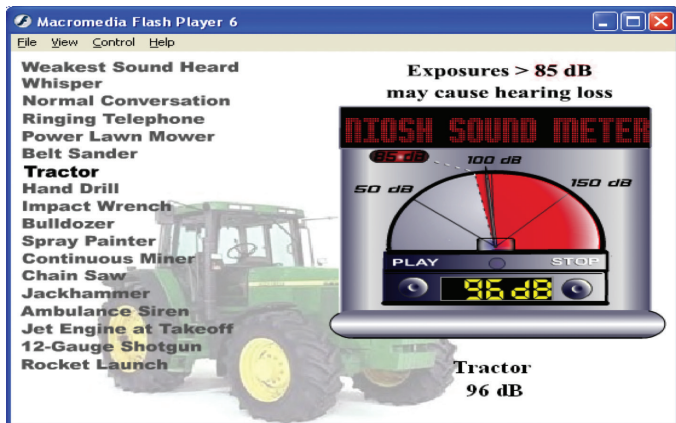 Macromedia Flash Player 6
File View Control Help
Weakest Sound Heard
Whisper
Normal Conversation
Ringing Telephone
Power Lawn Mower
Belt Sander
Tractor
Hand Drill
Impact Wrench
Bulldozer
Spray Painter
Continuous Miner
Chain Saw
Jackhammer
Ambulance Siren
Jet Engine at Takeoff
12-Gauge Shotgun
Rocket Launch
Exposures > 85 dB
may cause hearing loss
NIOSH SOUND METER
85 dB
100 dB
50 dB
150 dB
PLAY STOP
96 dB
Tractor
96 dB